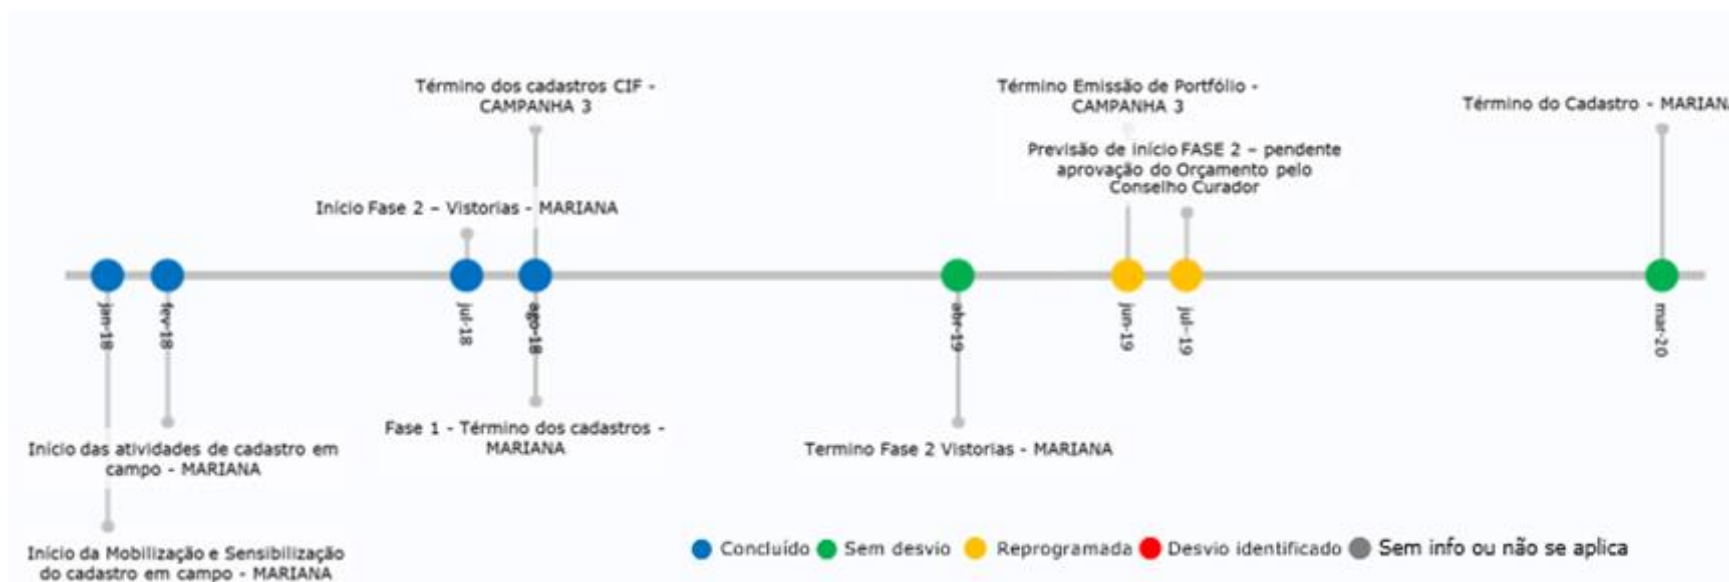 Término dos cadastros CIF -
CAMPANHA 3
Término Emissão de Portfólio -
CAMPANHA 3
Término do Cadastro - MARIANA
Previsão de início FASE 2 – pendente
aprovação do Orçamento pelo
Conselho Curador
Início Fase 2 – Vistorias - MARIANA
jan-18
fev-18
jul-18
ago-18
abr-19
jun-19
jul-19
mar-20
Início das atividades de cadastro em
campo - MARIANA
Fase 1 - Término dos cadastros -
MARIANA
Termino Fase 2 Vistorias - MARIANA
Início da Mobilização e Sensibilização
do cadastro em campo - MARIANA
Concluído Sem desvio Reprogramada Desvio identificado Sem info ou não se aplica